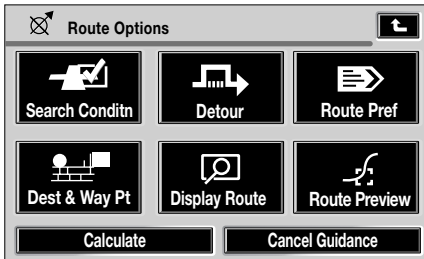 Route Options
Search Conditn
Detour
Route Pref
Dest & Way Pt
Display Route
Route Preview
Calculate
Cancel Guidance